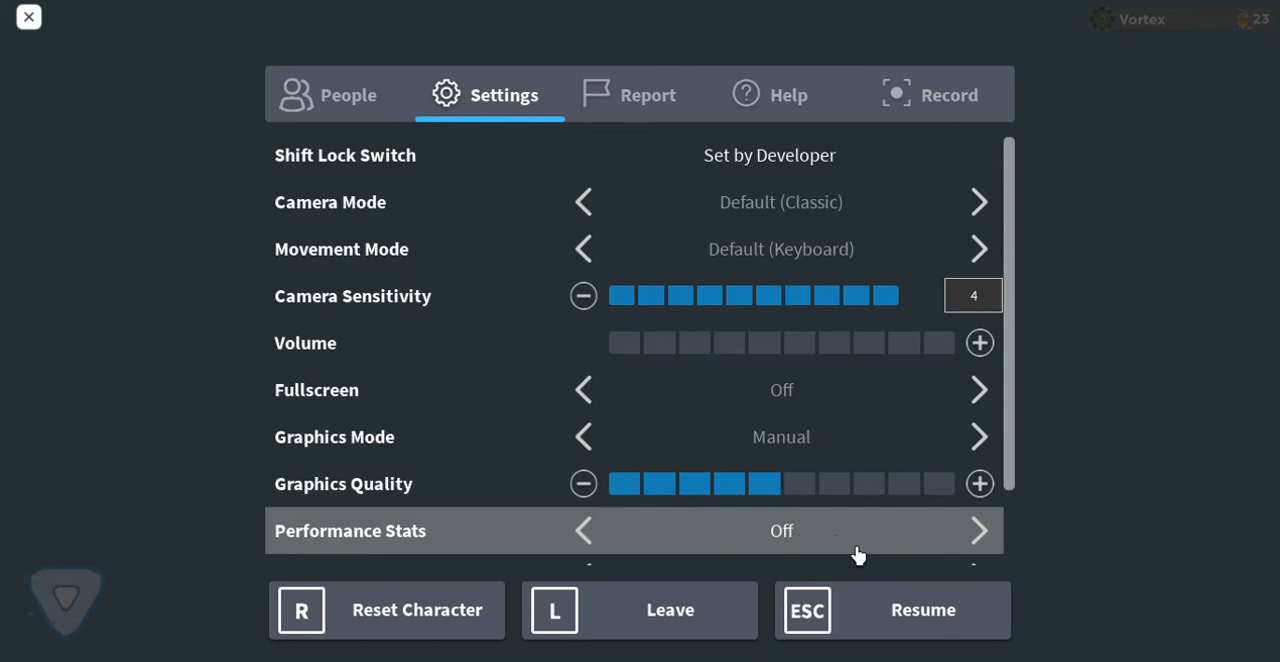 Vortex 23
People Settings Report Help Record
Shift Lock Switch Set by Developer
Camera Mode Default (Classic)
Movement Mode Default (Keyboard)
Camera Sensitivity 4
Volume
Fullscreen Off
Graphics Mode Manual
Graphics Quality
Performance Stats Off
R Reset Character L Leave ESC Resume